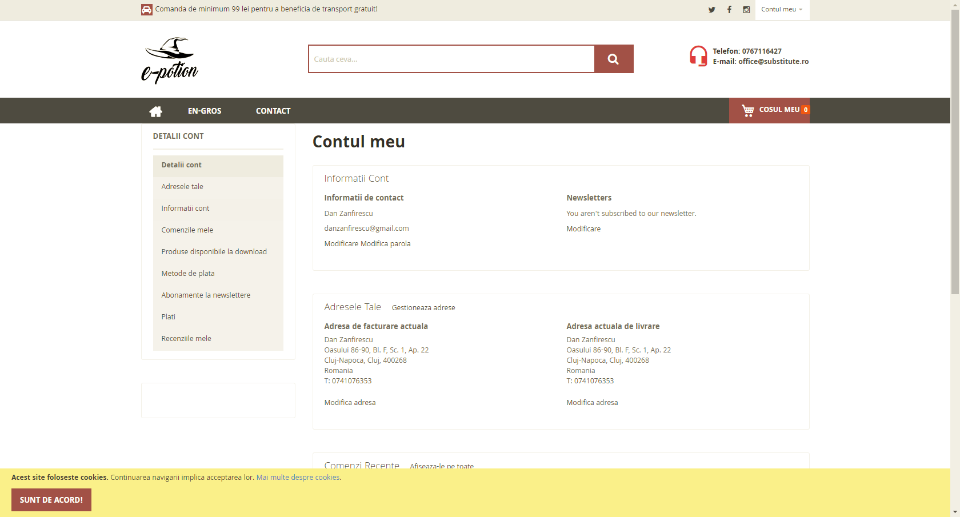 Comanda de minimum 99 lei pentru a beneficia de transport gratuit!
Contul meu
e-potion
Cauta ceva...
Telefon: 0767116427
E-mail: office@substitute.ro
EN-GROS
CONTACT
COSUL MEU 0
DETALII CONT
Detalii cont
Adresele tale
Informatii cont
Comenzile mele
Produse disponibile la download
Metode de plata
Abonamente la newslettere
Plati
Recenziile mele
Contul meu
Informatii Cont
Informatii de contact
Dan Zanfirescu
danzanfirescu@gmail.com
Modificare Modifica parola
Newsletters
You aren't subscribed to our newsletter.
Modificare
Adresele Tale Gestioneaza adrese
Adresa de facturare actuala
Dan Zanfirescu
Oasului 86-90, Bl. F, Sc. 1, Ap. 22
Cluj-Napoca, Cluj, 400268
Romania
T: 0741076353
Modifica adresa
Adresa actuala de livrare
Dan Zanfirescu
Oasului 86-90, Bl. F, Sc. 1, Ap. 22
Cluj-Napoca, Cluj, 400268
Romania
T: 0741076353
Modifica adresa
Comenzi Recente Afiseaza-le pe toate
Acest site foloseste cookies. Continuarea navigarii implica acceptarea lor. Mai multe despre cookies.
SUNT DE ACORD!